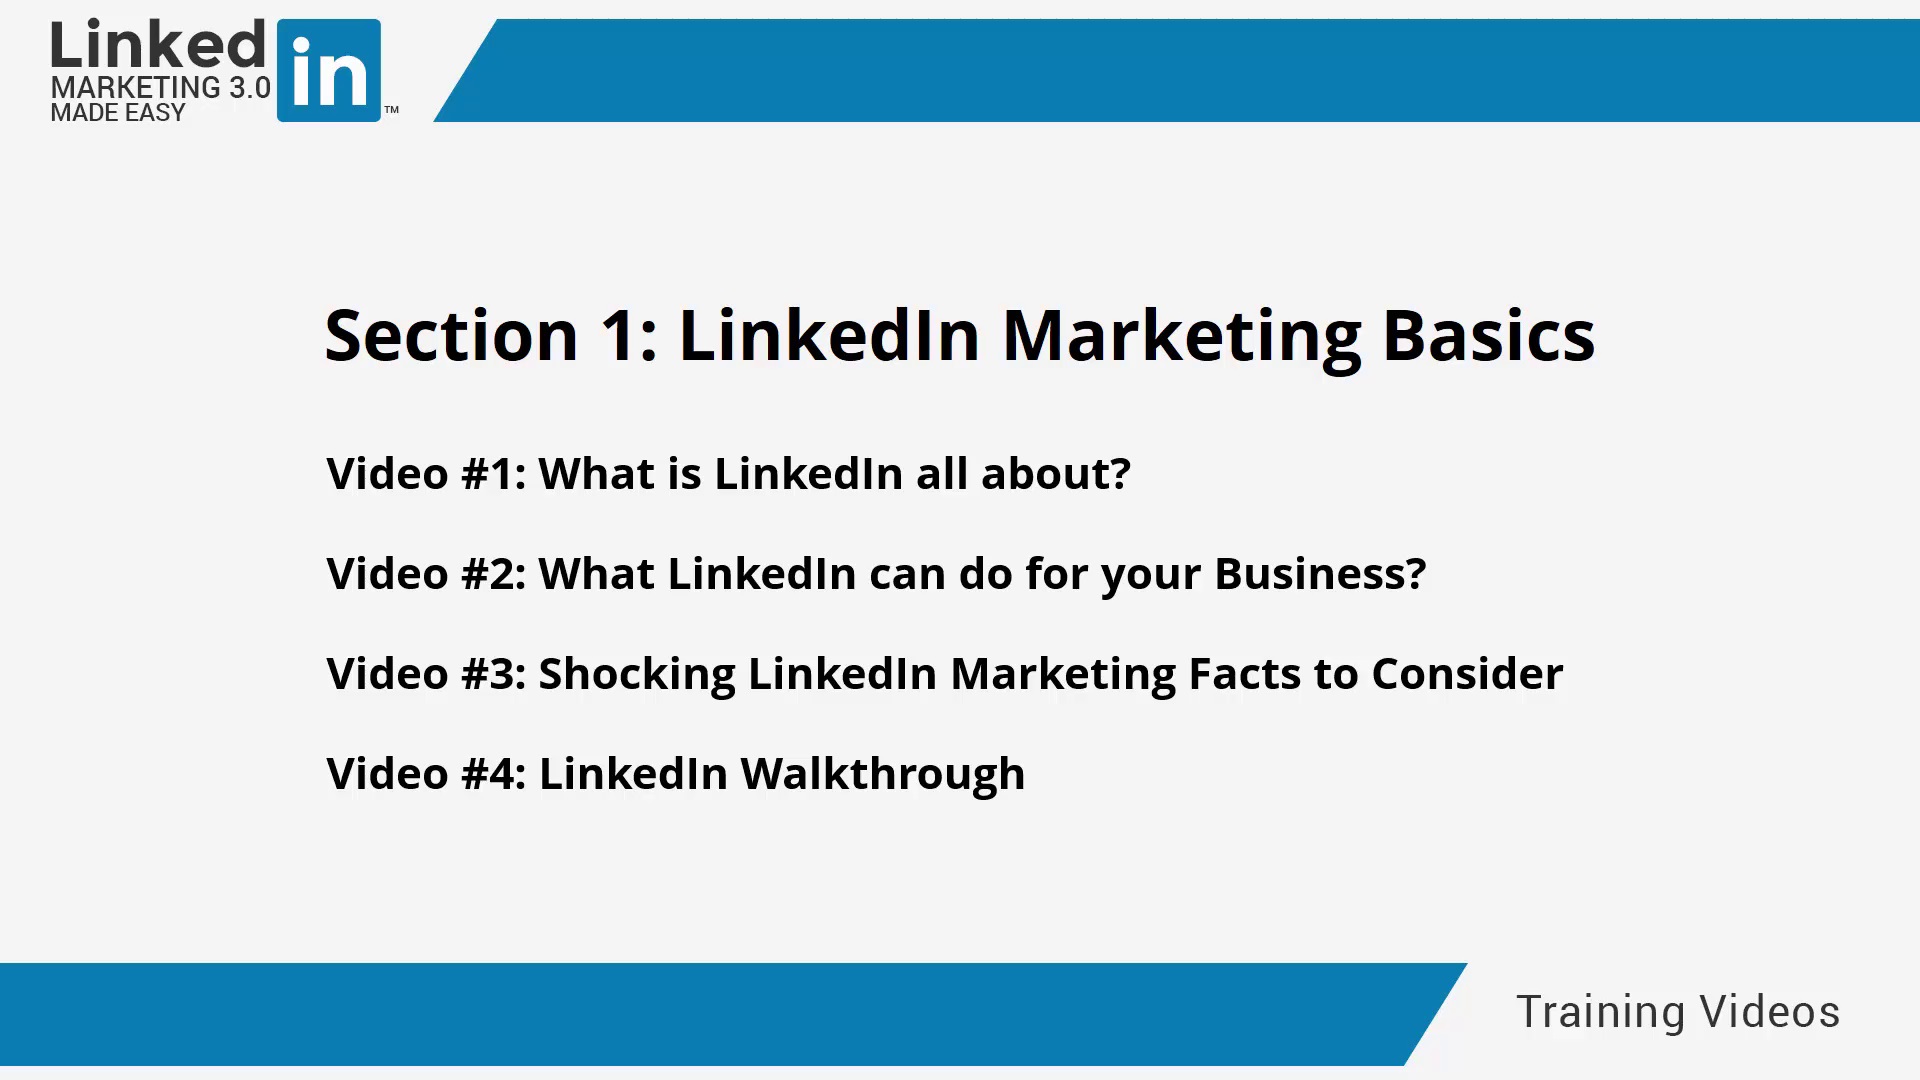 Linked in
MARKETING 3.0
MADE EASY
TM
Section 1: LinkedIn Marketing Basics
Video #1: What is LinkedIn all about?
Video #2: What LinkedIn can do for your Business?
Video #3: Shocking LinkedIn Marketing Facts to Consider
Video #4: LinkedIn Walkthrough
Training Videos